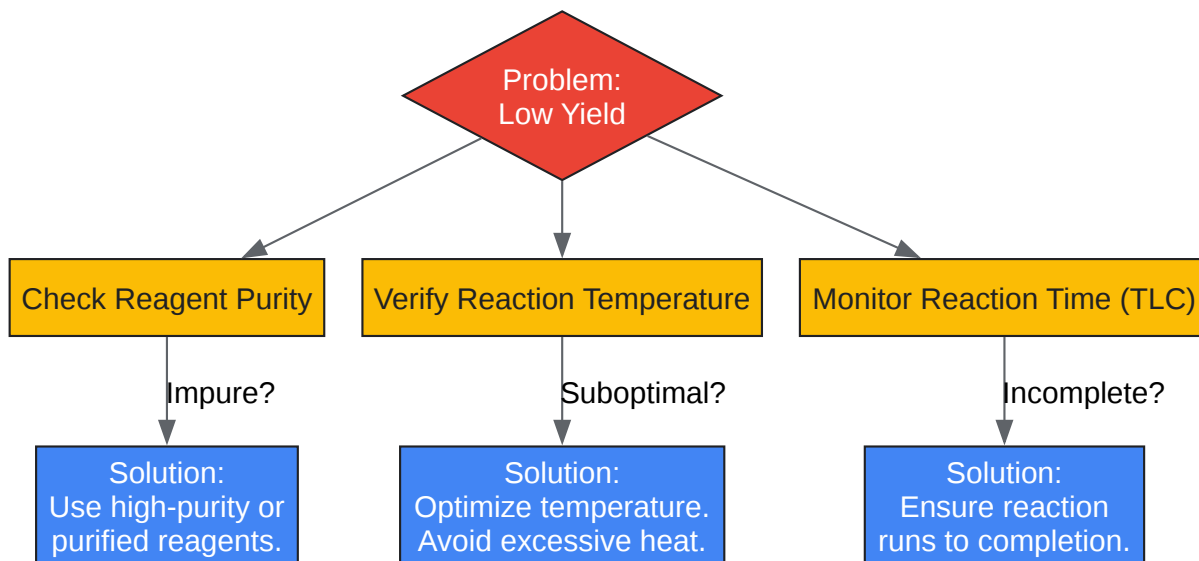 Problem:
Low Yield
Check Reagent Purity
Verify Reaction Temperature
Monitor Reaction Time (TLC)
Impure?
Suboptimal?
Incomplete?
Solution:
Use high-purity or
purified reagents.
Solution:
Optimize temperature.
Avoid excessive heat.
Solution:
Ensure reaction
runs to completion.